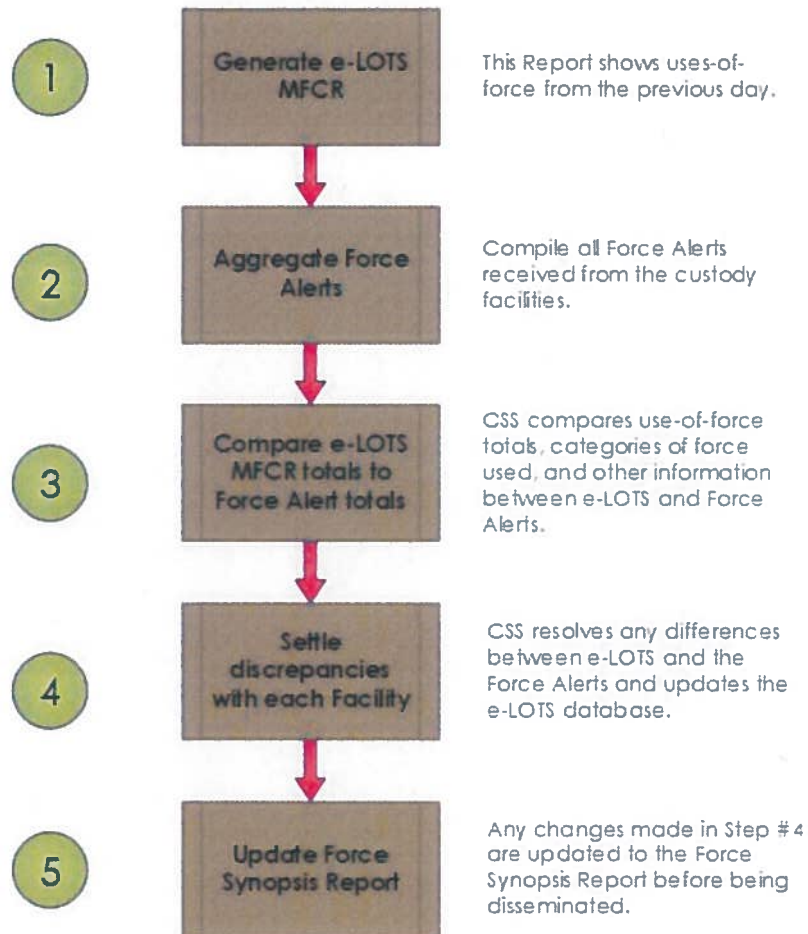 1
Generate e-LOTS
MFCR
This Report shows uses-of-
force from the previous day.
2
Aggregate Force
Alerts
Compile all Force Alerts
received from the custody
facilities.
3
Compare e-LOTS
MFCR totals to
Force Alert totals
CSS compares use-of-force
totals, categories of force
used, and other information
between e-LOTS and Force
Alerts.
4
Settle
discrepancies
with each Facility
CSS resolves any differences
between e-LOTS and the
Force Alerts and updates the
e-LOTS database.
5
Update Force
Synopsis Report
Any changes made in Step #4
are updated to the Force
Synopsis Report before being
disseminated.